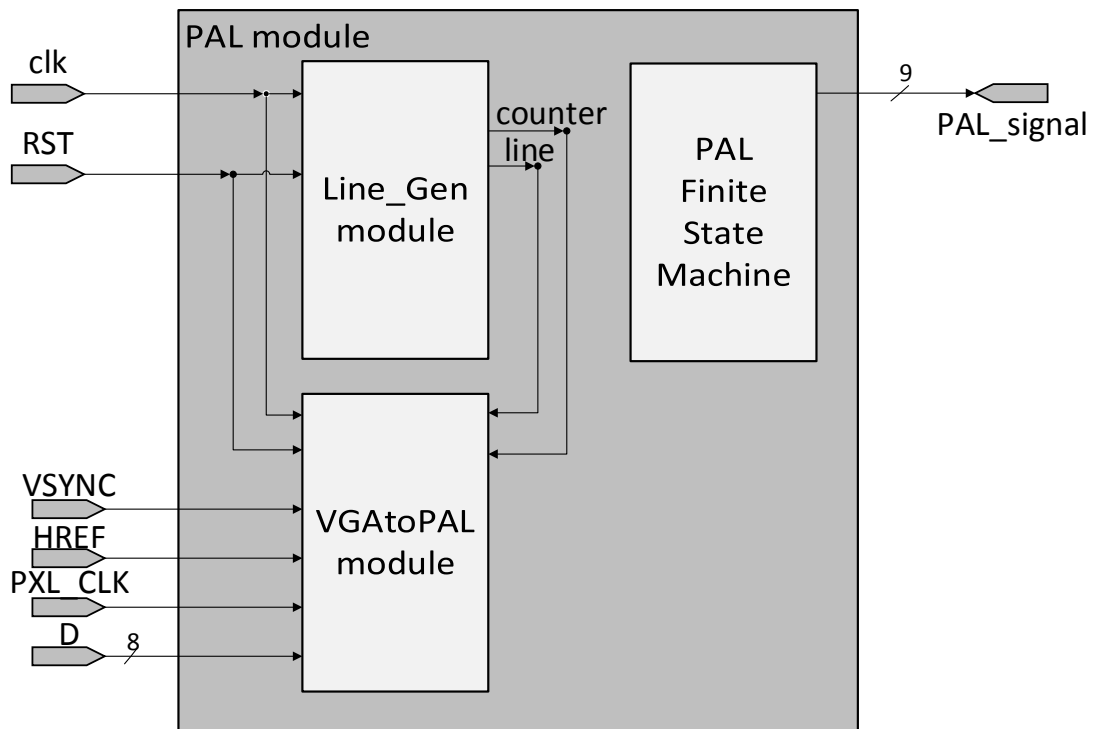 PAL module
clk
RST
Line_Gen
module
counter
line
PAL
Finite
State
Machine
9
PAL_signal
VSYNC
HREF
PXL_CLK
D
8
VGAtoPAL
module